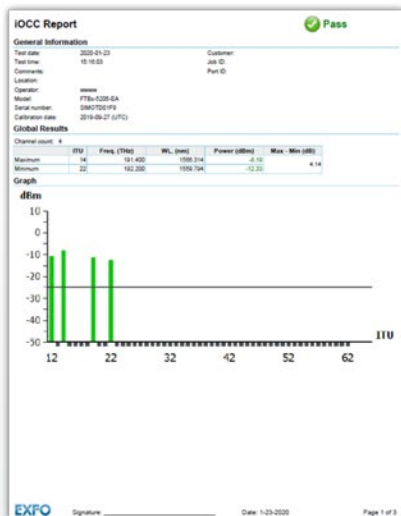 iOCC Report
Pass
General Information
Test date: 2020-01-23 Customer:
Test time: 15:16:03 Job ID:
Comments: Port ID:
Location:
Operator:
Model: FTBx-5206-EA
Serial number:
Calibration date: 2019-09-27 (UTC)
Global Results
Channel count: 4
ITU Freq. (THz) WL. (nm) Power (dBm) Max - Min (dB)
Maximum 14 191.400 1566.314 -8.19 4.14
Minimum 22 192.200 1559.794 -12.33
Graph
dBm
10
0
-10
-20
-30
-40
-50
ITU
12 22 32 42 52 62
EXFO Signature: Date: 1-23-2020 Page 1 of 3